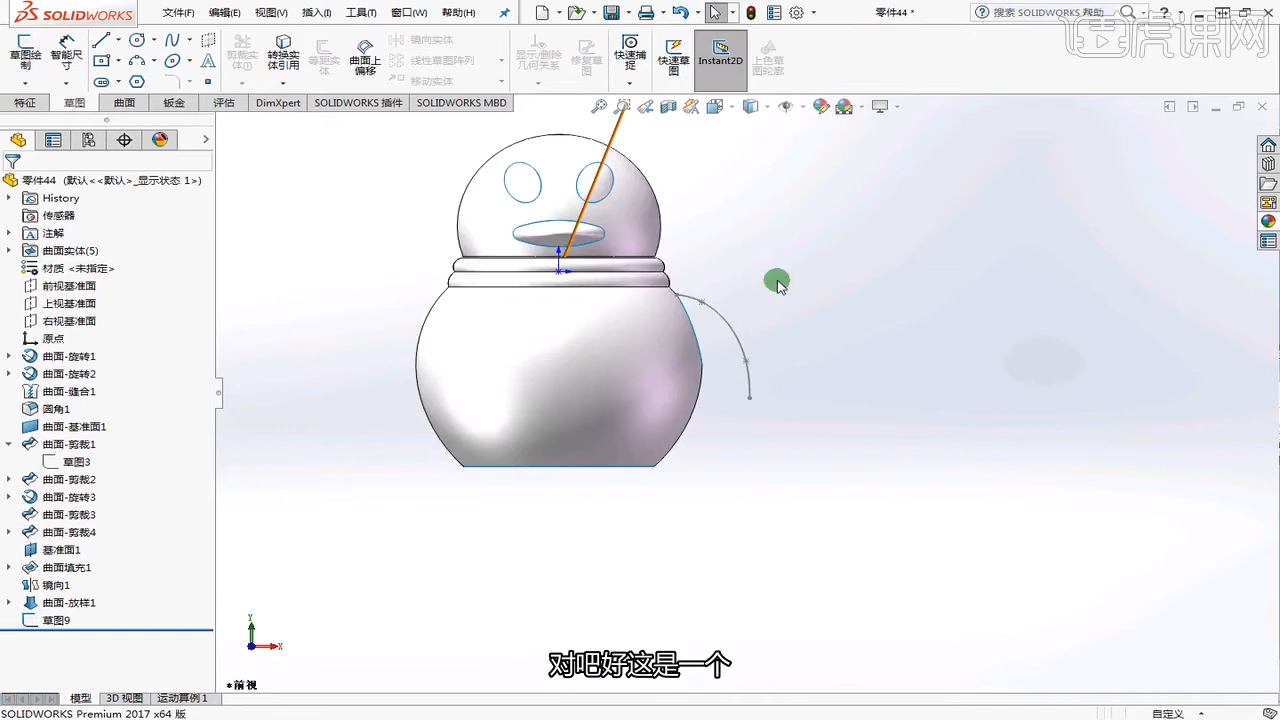 SOLIDWORKS
文件(F)
编辑(E)
视图(V)
插入(I)
工具(T)
窗口(W)
帮助(H)
零件44 *
搜索 SOLIDWORKS 帮助
虎课网
草图绘制
智能尺寸
剪裁实体(I)
转换实体引用
等距实体
曲面上偏移
镜向实体
线性草图阵列
移动实体
显示/删除几何关系
修复草图
快速捕捉
快速草图
Instant2D
上色草图轮廓
特征
草图
曲面
钣金
评估
DimXpert
SOLIDWORKS 插件
SOLIDWORKS MBD
零件44 (默认<<默认>_显示状态 1>)
History
传感器
注解
曲面实体(5)
材质 <未指定>
前视基准面
上视基准面
右视基准面
原点
曲面-旋转1
曲面-旋转2
曲面-缝合1
圆角1
曲面-基准面1
曲面-剪裁1
草图3
曲面-剪裁2
曲面-旋转3
曲面-剪裁3
曲面-剪裁4
基准面1
曲面填充1
镜向1
曲面-放样1
草图9
Y
X
*前视
对吧好这是一个
模型
3D 视图
运动算例 1
SOLIDWORKS Premium 2017 x64 版
自定义